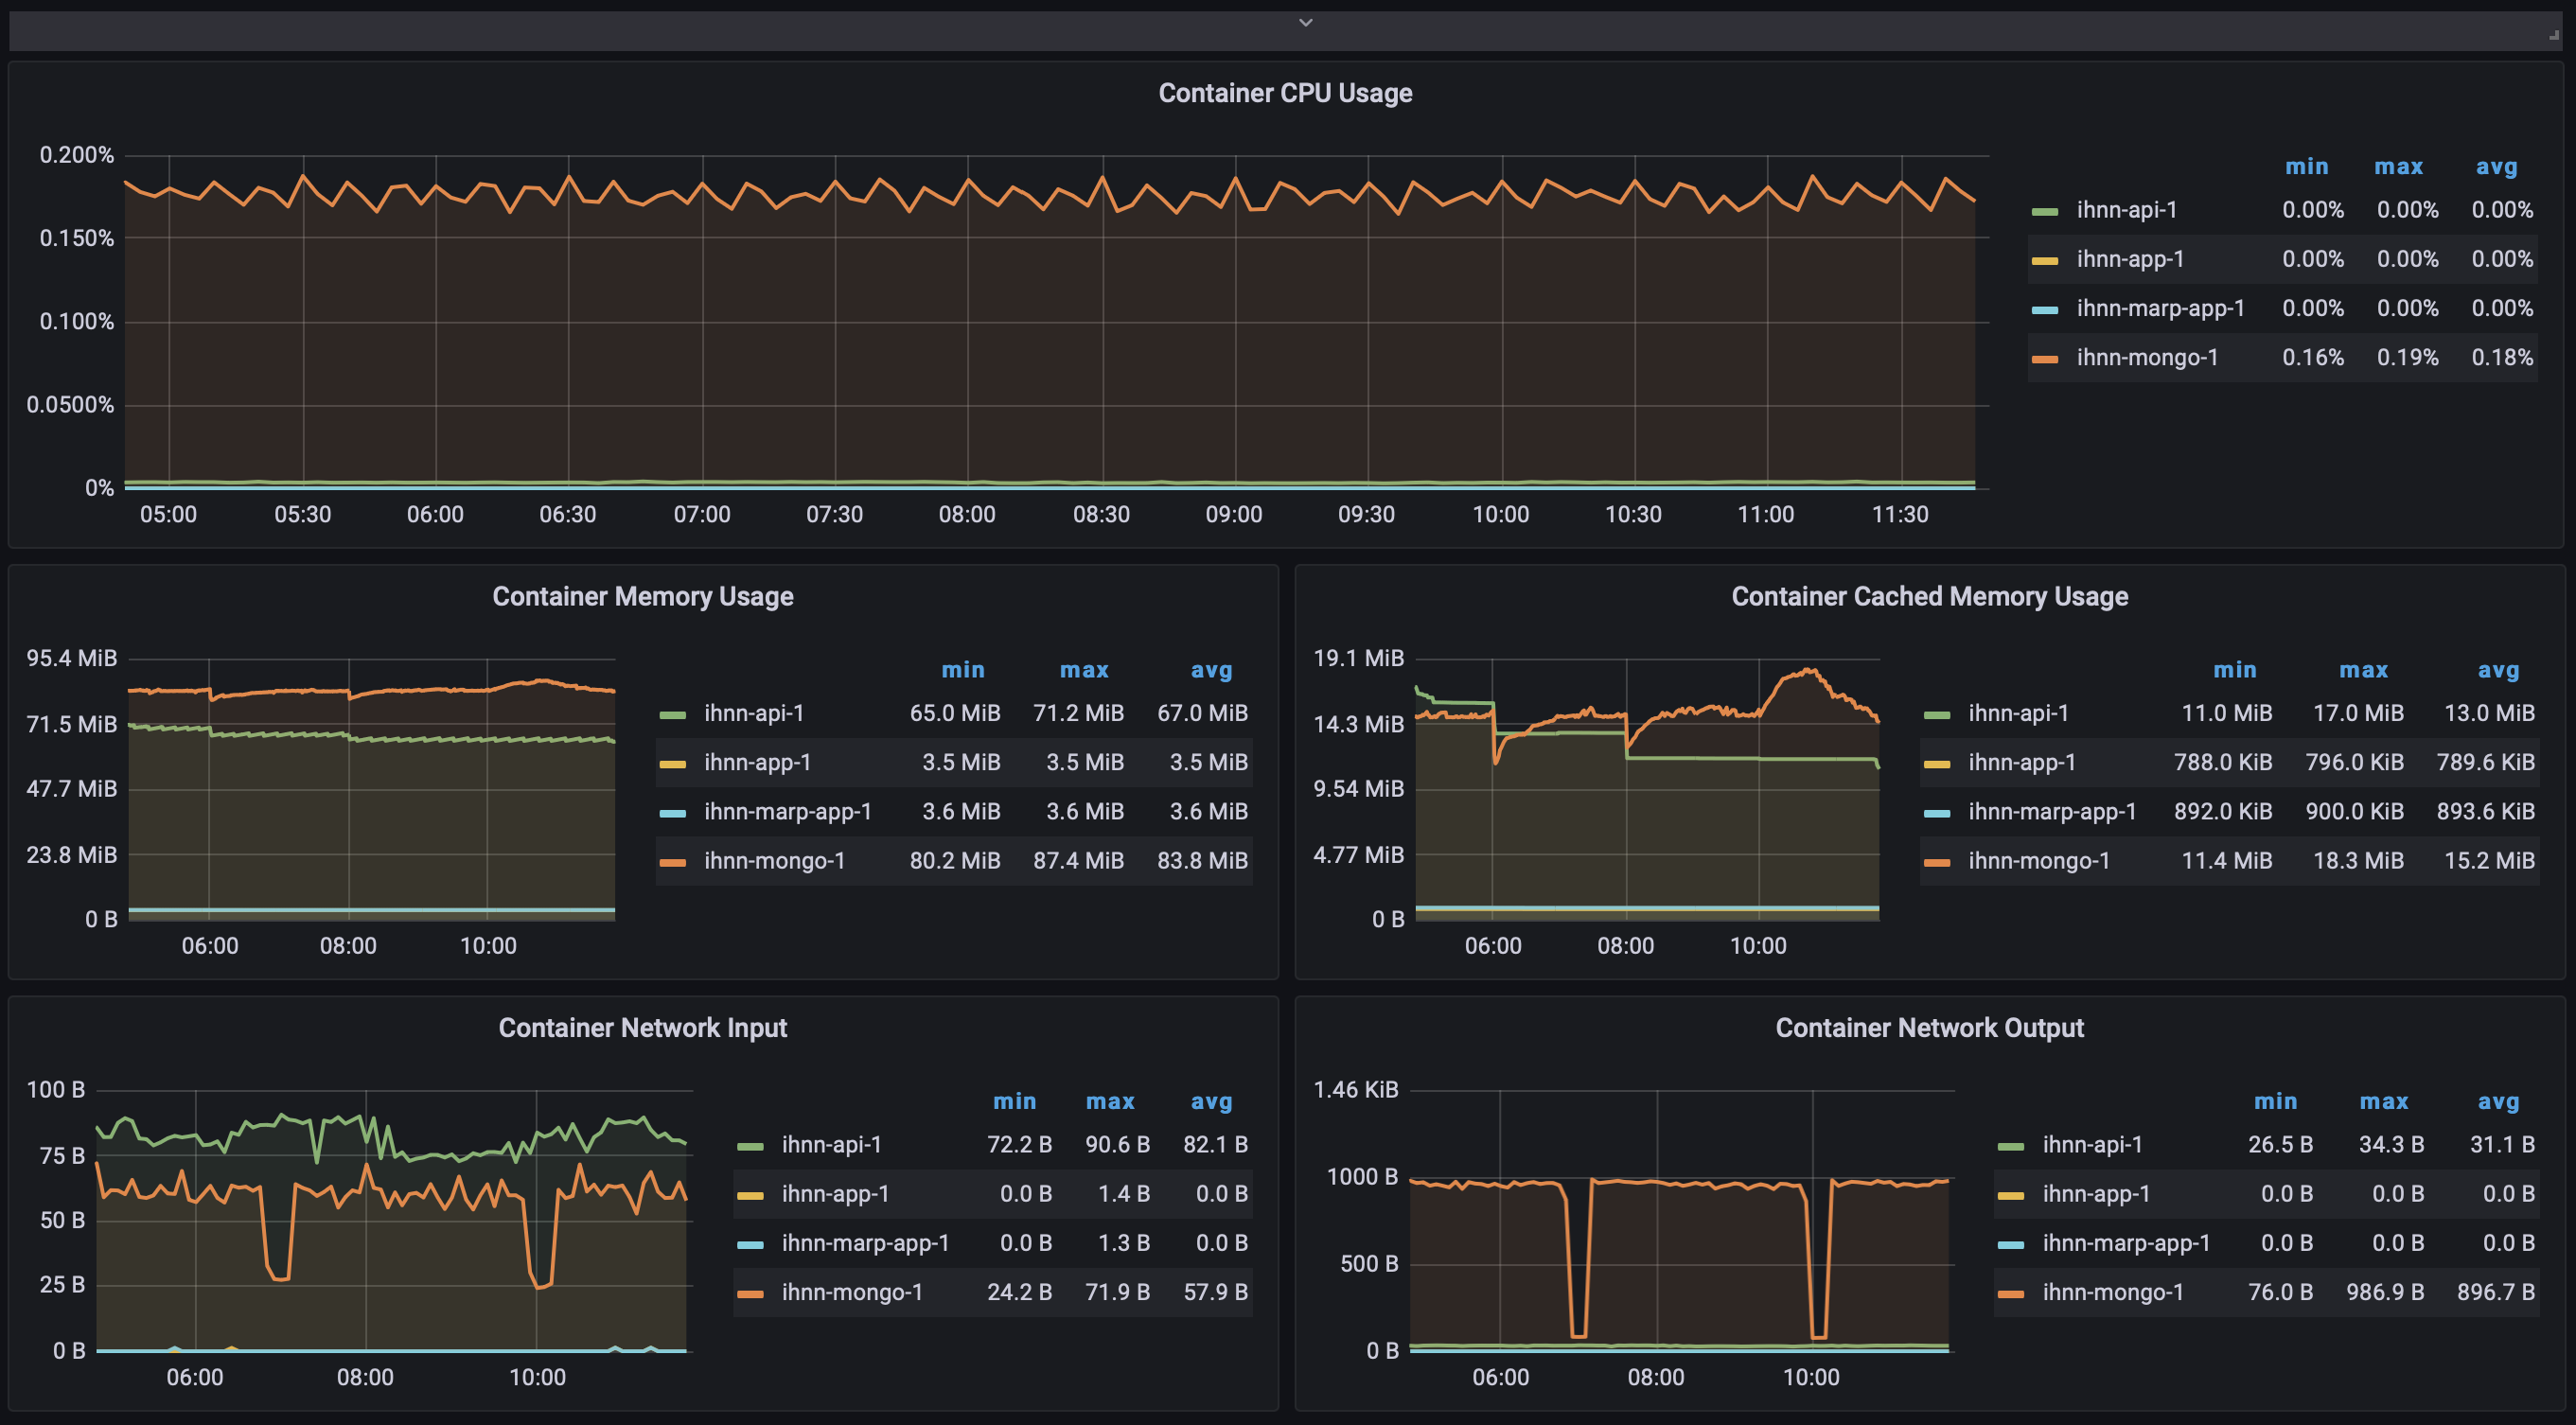 Container CPU Usage
0.200%
0.150%
0.100%
0.0500%
0%
05:00 05:30 06:00 06:30 07:00 07:30 08:00 08:30 09:00 09:30 10:00 10:30 11:00 11:30
min max avg
ihnn-api-1 0.00% 0.00% 0.00%
ihnn-app-1 0.00% 0.00% 0.00%
ihnn-marp-app-1 0.00% 0.00% 0.00%
ihnn-mongo-1 0.16% 0.19% 0.18%
Container Memory Usage
95.4 MiB
71.5 MiB
47.7 MiB
23.8 MiB
0 B
06:00 08:00 10:00
min max avg
ihnn-api-1 65.0 MiB 71.2 MiB 67.0 MiB
ihnn-app-1 3.5 MiB 3.5 MiB 3.5 MiB
ihnn-marp-app-1 3.6 MiB 3.6 MiB 3.6 MiB
ihnn-mongo-1 80.2 MiB 87.4 MiB 83.8 MiB
Container Cached Memory Usage
19.1 MiB
14.3 MiB
9.54 MiB
4.77 MiB
0 B
06:00 08:00 10:00
min max avg
ihnn-api-1 11.0 MiB 17.0 MiB 13.0 MiB
ihnn-app-1 788.0 KiB 796.0 KiB 789.6 KiB
ihnn-marp-app-1 892.0 KiB 900.0 KiB 893.6 KiB
ihnn-mongo-1 11.4 MiB 18.3 MiB 15.2 MiB
Container Network Input
100 B
75 B
50 B
25 B
0 B
06:00 08:00 10:00
min max avg
ihnn-api-1 72.2 B 90.6 B 82.1 B
ihnn-app-1 0.0 B 1.4 B 0.0 B
ihnn-marp-app-1 0.0 B 1.3 B 0.0 B
ihnn-mongo-1 24.2 B 71.9 B 57.9 B
Container Network Output
1.46 KiB
1000 B
500 B
0 B
06:00 08:00 10:00
min max avg
ihnn-api-1 26.5 B 34.3 B 31.1 B
ihnn-app-1 0.0 B 0.0 B 0.0 B
ihnn-marp-app-1 0.0 B 0.0 B 0.0 B
ihnn-mongo-1 76.0 B 986.9 B 896.7 B